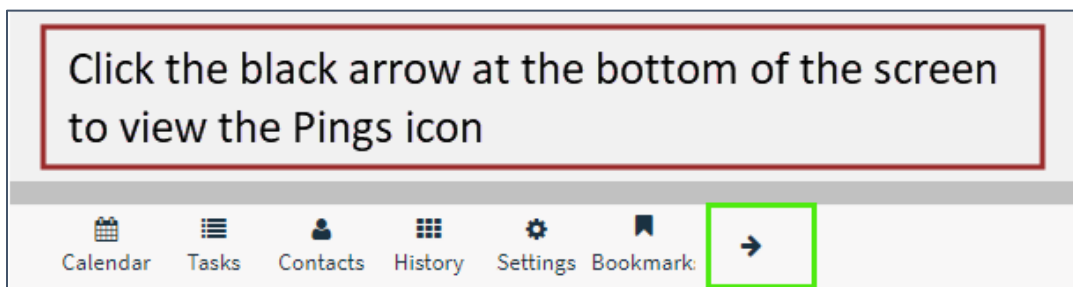 Click the black arrow at the bottom of the screen
to view the Pings icon
Calendar Tasks Contacts History Settings Bookmark